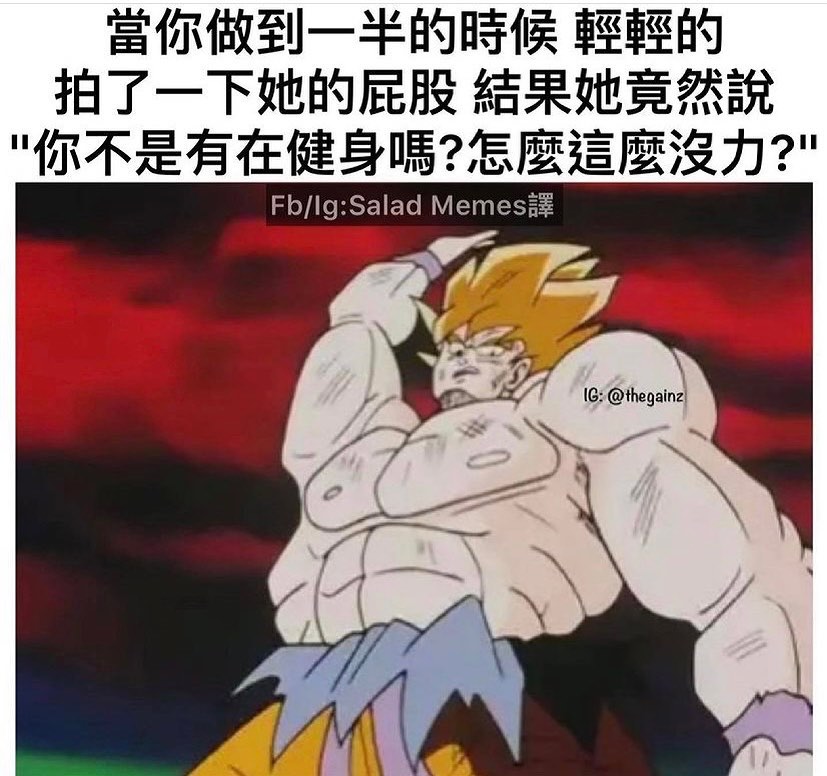 當你做到一半的時候 輕輕的
拍了一下她的屁股 結果她竟然說
"你不是有在健身嗎?怎麼這麼沒力?"
Fb/Ig:Salad Memes譯
IG: @thegainz